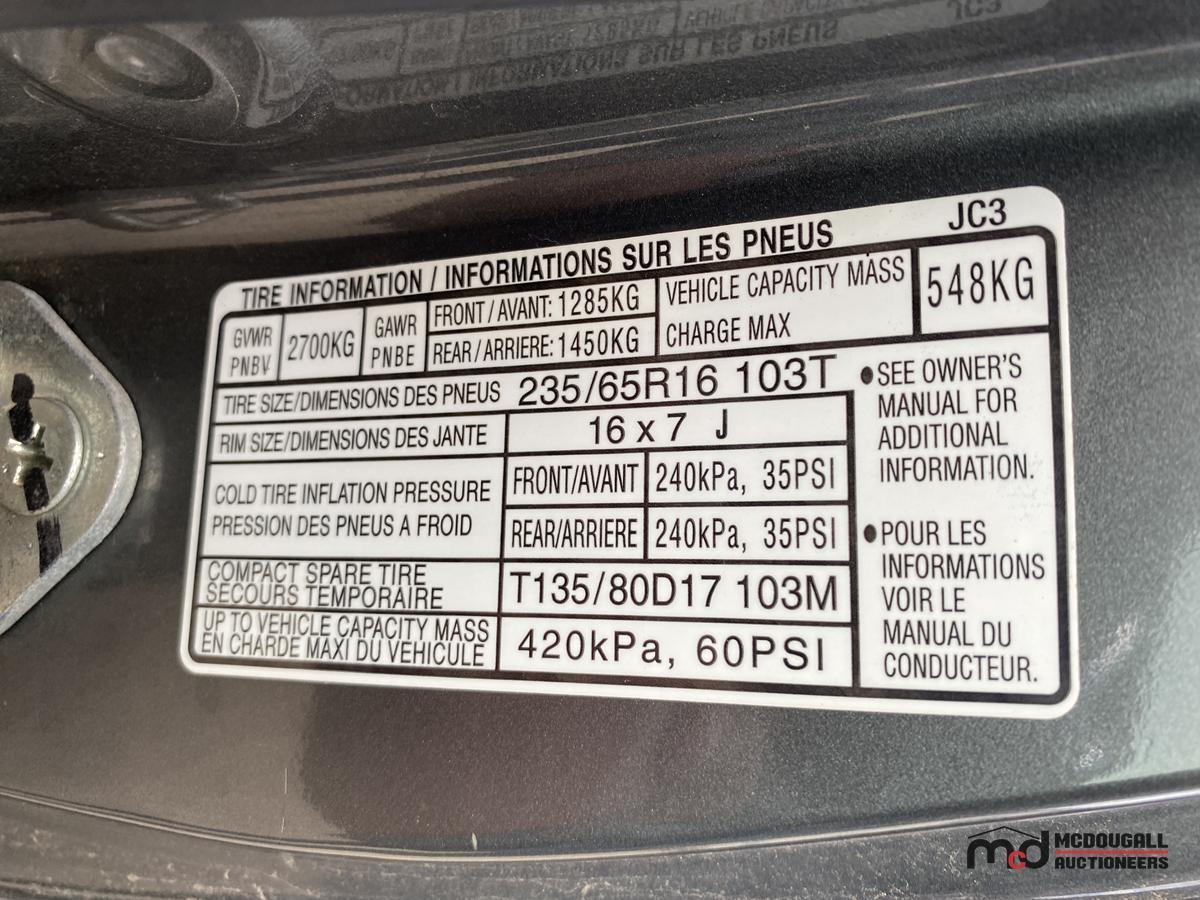 TIRE INFORMATION / INFORMATIONS SUR LES PNEUS JC3
GVWR
PNBV
2700KG
GAWR
PNBE
FRONT / AVANT: 1285KG
REAR / ARRIERE: 1450KG
VEHICLE CAPACITY MASS
CHARGE MAX
548KG
TIRE SIZE/DIMENSIONS DES PNEUS 235/65R16 103T
RIM SIZE/DIMENSIONS DES JANTE 16 x 7 J
COLD TIRE INFLATION PRESSURE
PRESSION DES PNEUS A FROID
FRONT/AVANT 240kPa, 35PSI
REAR/ARRIERE 240kPa, 35PSI
COMPACT SPARE TIRE
SECOURS TEMPORAIRE
T135/80D17 103M
UP TO VEHICLE CAPACITY MASS
EN CHARGE MAXI DU VEHICULE
420kPa, 60PSI
●SEE OWNER'S
MANUAL FOR
ADDITIONAL
INFORMATION.
●POUR LES
INFORMATIONS
VOIR LE
MANUAL DU
CONDUCTEUR.
mcd MCDOUGALL
AUCTIONEERS